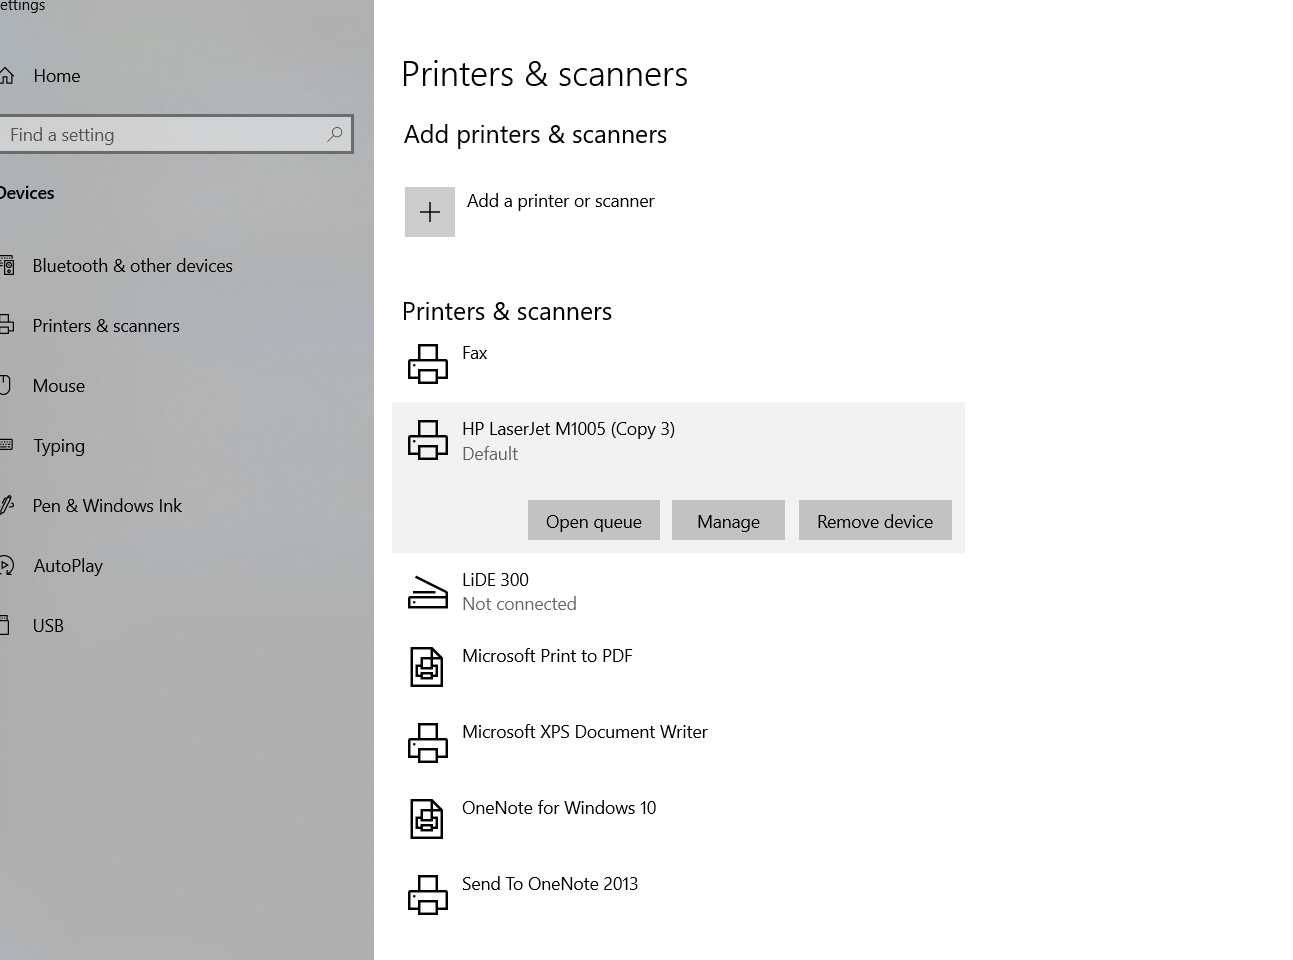 ettings
Home
Find a setting
Devices
Bluetooth & other devices
Printers & scanners
Mouse
Typing
Pen & Windows Ink
AutoPlay
USB
Printers & scanners
Add printers & scanners
Add a printer or scanner
Printers & scanners
Fax
HP LaserJet M1005 (Copy 3)
Default
Open queue
Manage
Remove device
LiDE 300
Not connected
Microsoft Print to PDF
Microsoft XPS Document Writer
OneNote for Windows 10
Send To OneNote 2013